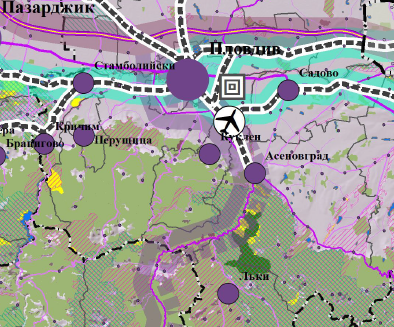 Пазарджик
Пловдив
Стамболийски
Садово
Кричим
Перущица
Куклен
Брацигово
Асеновград
Лъки